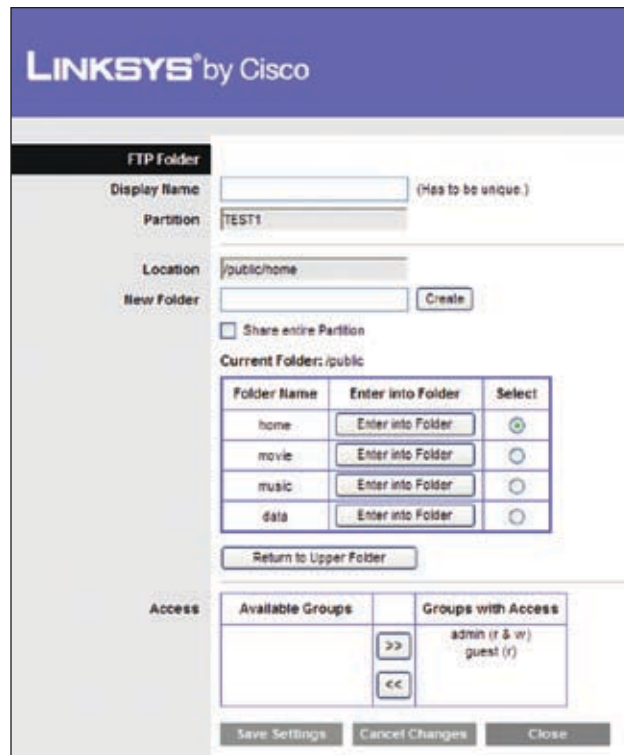 LINKSYS® by Cisco
FTP Folder
Display Name (Has to be unique.)
Partition TEST1
Location /public/home
New Folder Create
Share entire Partition
Current Folder: /public
Folder Name Enter into Folder Select
home Enter into Folder
movie Enter into Folder
music Enter into Folder
data Enter into Folder
Return to Upper Folder
Access Available Groups Groups with Access
admin (r & w)
>> guest (r)
<<
Save Settings Cancel Changes Close